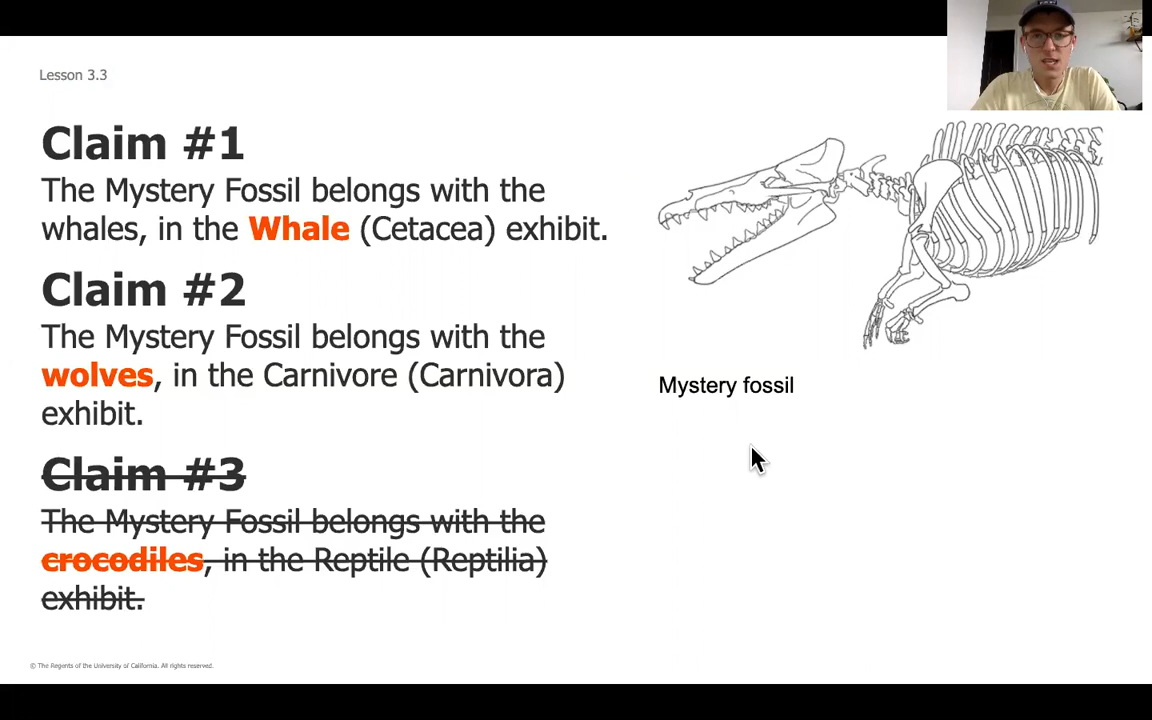 Lesson 3.3
Claim #1
The Mystery Fossil belongs with the
whales, in the Whale (Cetacea) exhibit.
Claim #2
The Mystery Fossil belongs with the
wolves, in the Carnivore (Carnivora)
exhibit.
Claim #3
The Mystery Fossil belongs with the
crocodiles, in the Reptile (Reptilia)
exhibit.
Mystery fossil
© The Regents of the University of California. All rights reserved.